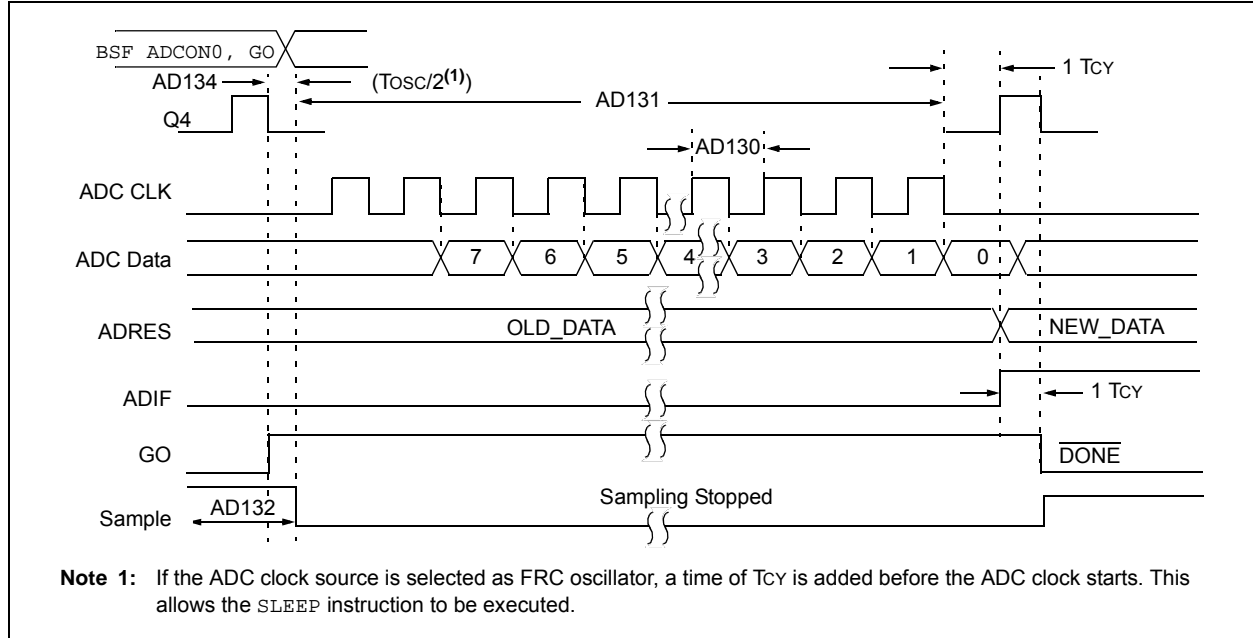 BSF ADCON0, GO
AD134 (TOSC/2(1)) 1 TCY
AD131
Q4
AD130
ADC CLK
ADC Data 7 6 5 4 3 2 1 0
ADRES OLD_DATA NEW_DATA
ADIF 1 TCY
GO DONE
Sample AD132 Sampling Stopped
Note 1: If the ADC clock source is selected as FRC oscillator, a time of TCY is added before the ADC clock starts. This
allows the SLEEP instruction to be executed.